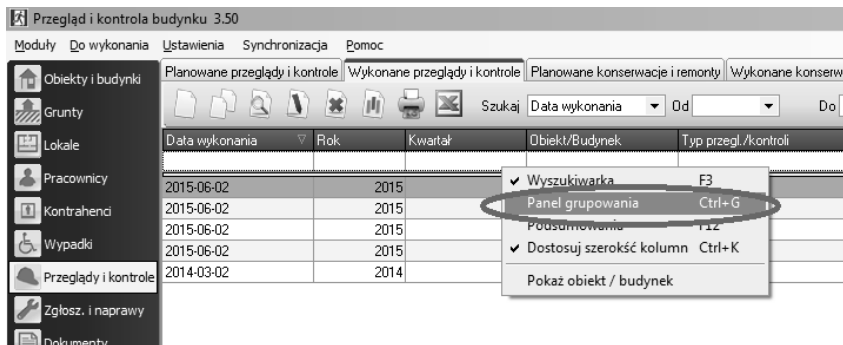 Przegląd i kontrola budynku 3.50
Moduły Do wykonania Ustawienia Synchronizacja Pomoc
Planowane przeglądy i kontrole Wykonane przeglądy i kontrole Planowane konserwacje i remonty Wykonane konserw
Obiekty i budynki
Grunty
Szukaj Data wykonania Od Do
Lokale
Data wykonania Rok Kwartał Obiekt/Budynek Typ przegl./kontroli
Pracownicy
Kontrahenci
Wypadki
Przeglądy i kontrole
Zgłosz. i naprawy
Dokumenty
2015-06-02 2015
2015-06-02 2015
2015-06-02 2015
2015-06-02 2015
2014-03-02 2014
Wyszukiwarka F3
Panel grupowania Ctrl+G
Podsumowania F12
Dostosuj szerokść kolumn Ctrl+K
Pokaż obiekt / budynek